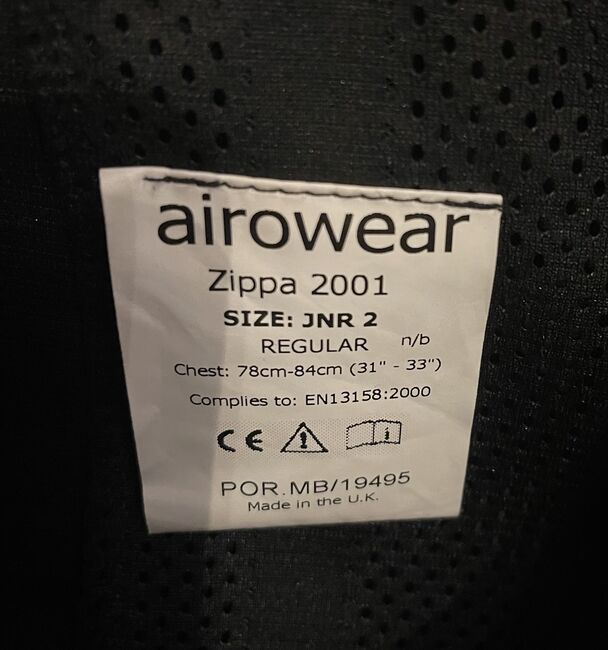 airowear
Zippa 2001
SIZE: JNR 2
REGULAR n/b
Chest: 78cm-84cm (31" - 33")
Complies to: EN13158:2000
CE ! i
POR.MB/19495
Made in the U.K.